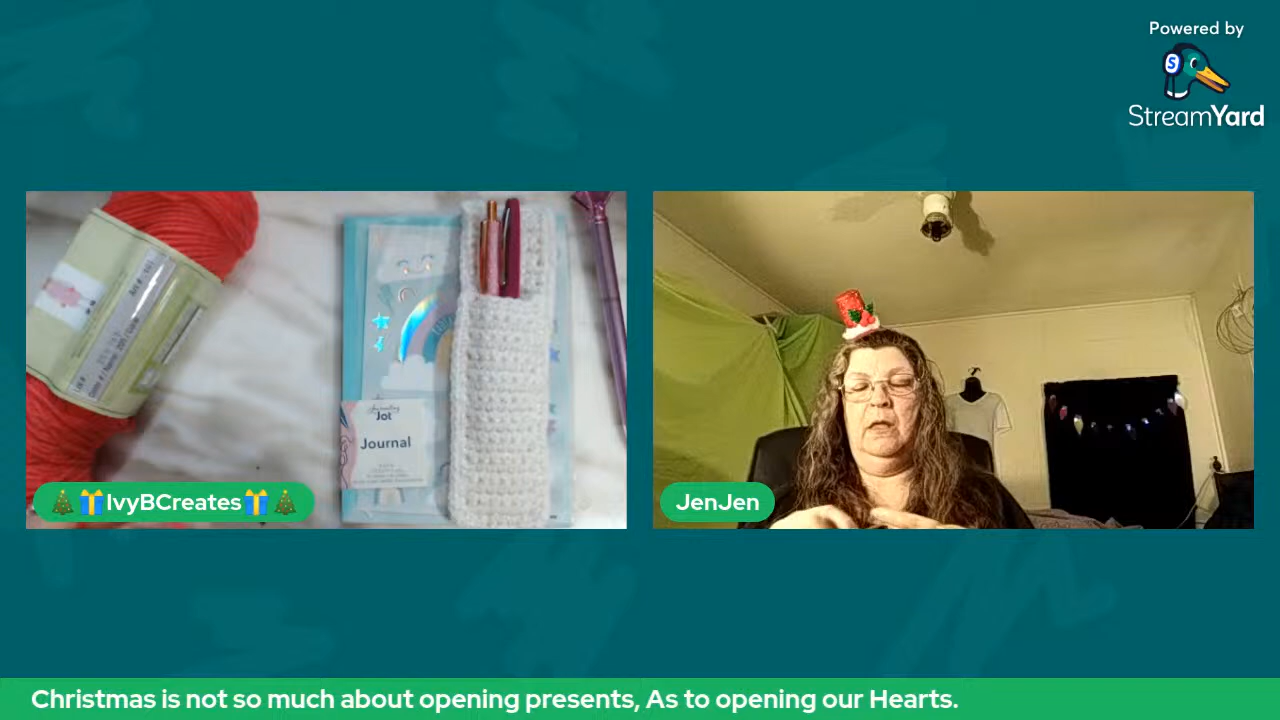 Powered by
S
StreamYard
Jot
Journal
🎄🎁IvyBCreates🎁🎄
JenJen
Christmas is not so much about opening presents, As to opening our Hearts.